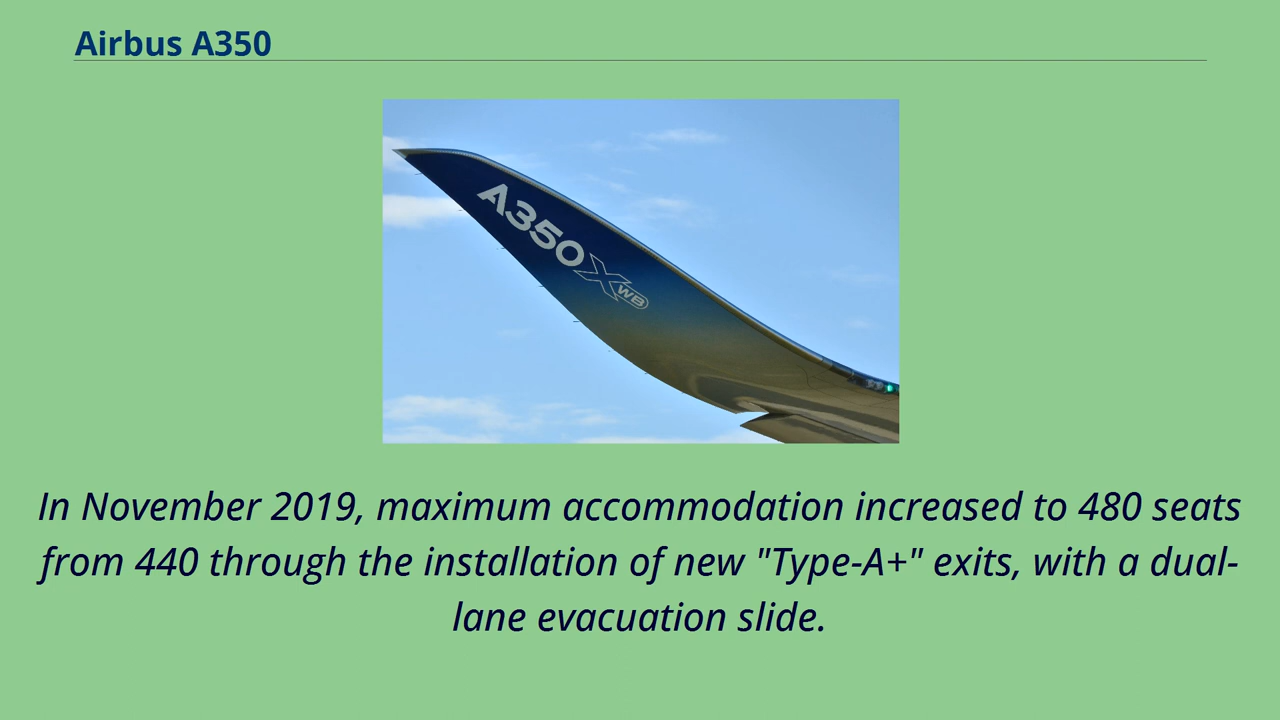 Airbus A350
A350 XWB
In November 2019, maximum accommodation increased to 480 seats
from 440 through the installation of new "Type-A+" exits, with a dual-
lane evacuation slide.